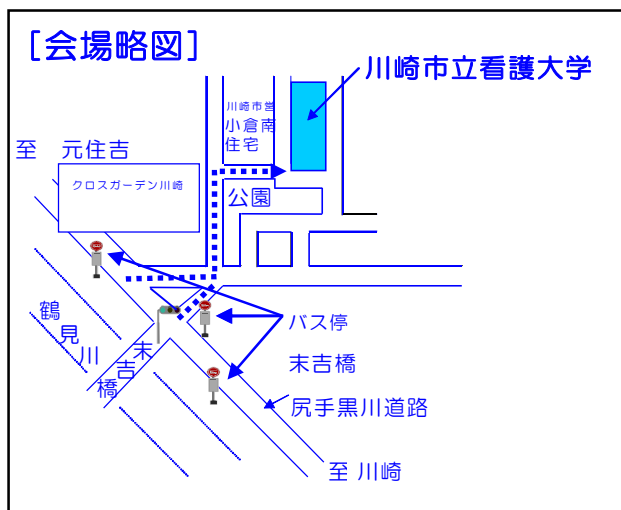 [会場略図]
川崎市立看護大学
川崎市営
小倉南
住宅
至 元住吉
クロスガーデン川崎
公園
鶴見川
末吉橋
バス停
末吉橋
尻手黒川道路
至 川崎